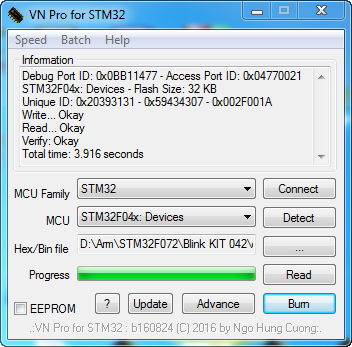 VN Pro for STM32
Speed Batch Help
Information
Debug Port ID: 0x0BB11477 - Access Port ID: 0x04770021
STM32F04x: Devices - Flash Size: 32 KB
Unique ID: 0x20393131 - 0x59434307 - 0x002F001A
Write... Okay
Read... Okay
Verify: Okay
Total time: 3.916 seconds
MCU Family STM32 Connect
MCU STM32F04x: Devices Detect
Hex/Bin file D:\Arm\STM32F072\Blink KIT 042\ ...
Progress Read
EEPROM ? Update Advance Burn
.:VN Pro for STM32 : b160824 (C) 2016 by Ngo Hung Cuong:.